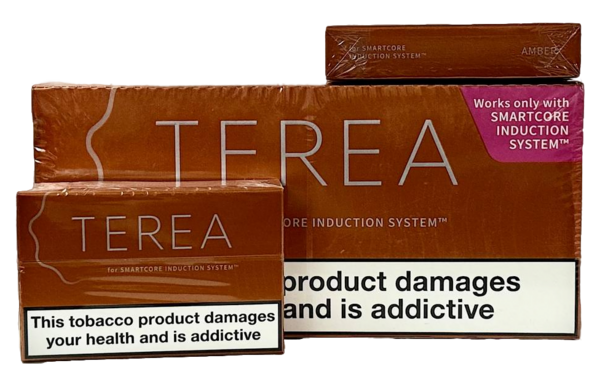 for SMARTCORE
INDUCTION SYSTEM™
AMBER
Works only with
SMARTCORE
INDUCTION
SYSTEM™
TEREA
CORE INDUCTION SYSTEM™
product damages
and is addictive
TEREA
for SMARTCORE INDUCTION SYSTEM™
This tobacco product damages
your health and is addictive